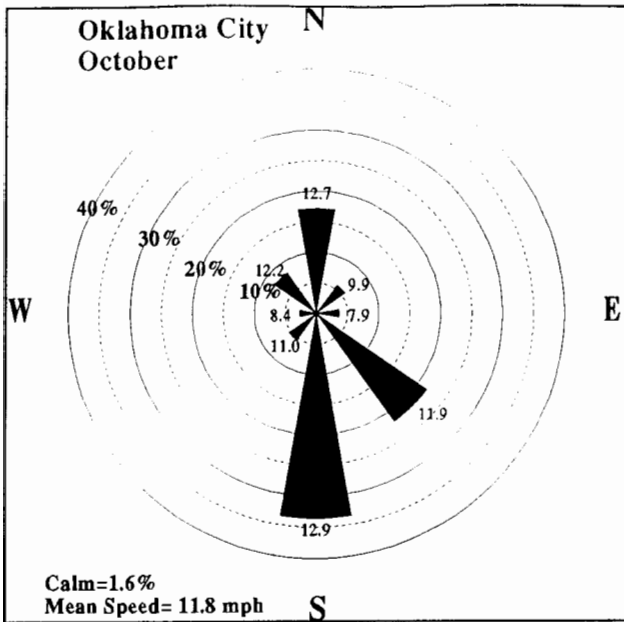 Oklahoma City
October
N
40%
30%
20%
10%
12.7
12.2
9.9
W
8.4
7.9
E
11.0
11.9
12.9
Calm=1.6%
Mean Speed= 11.8 mph
S